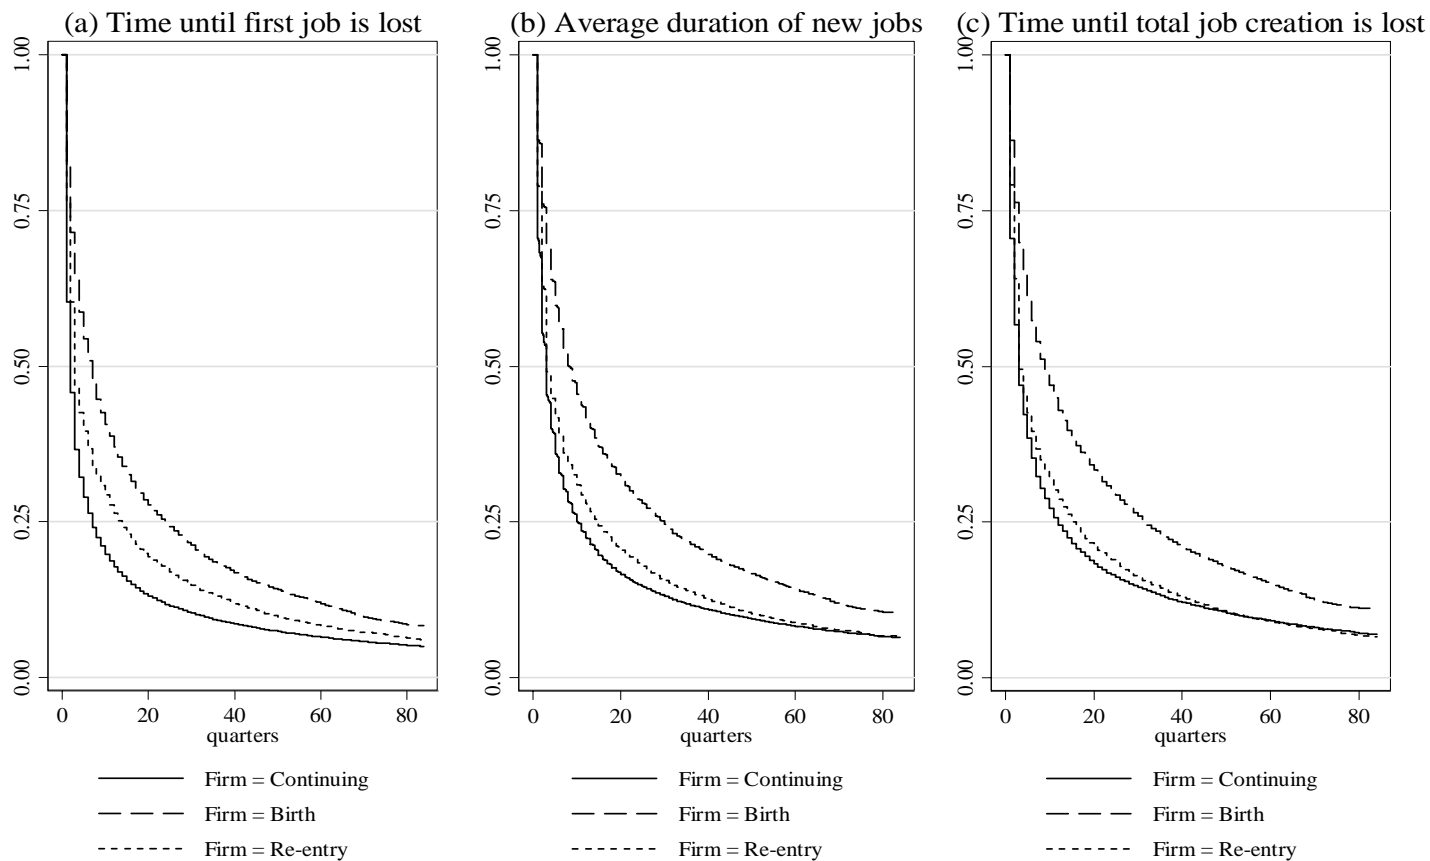 (a) Time until first job is lost
1.00
0.75
0.50
0.25
0.00
0 20 40 60 80
quarters
Firm = Continuing
Firm = Birth
Firm = Re-entry
(b) Average duration of new jobs
1.00
0.75
0.50
0.25
0.00
0 20 40 60 80
quarters
Firm = Continuing
Firm = Birth
Firm = Re-entry
(c) Time until total job creation is lost
1.00
0.75
0.50
0.25
0.00
0 20 40 60 80
quarters
Firm = Continuing
Firm = Birth
Firm = Re-entry